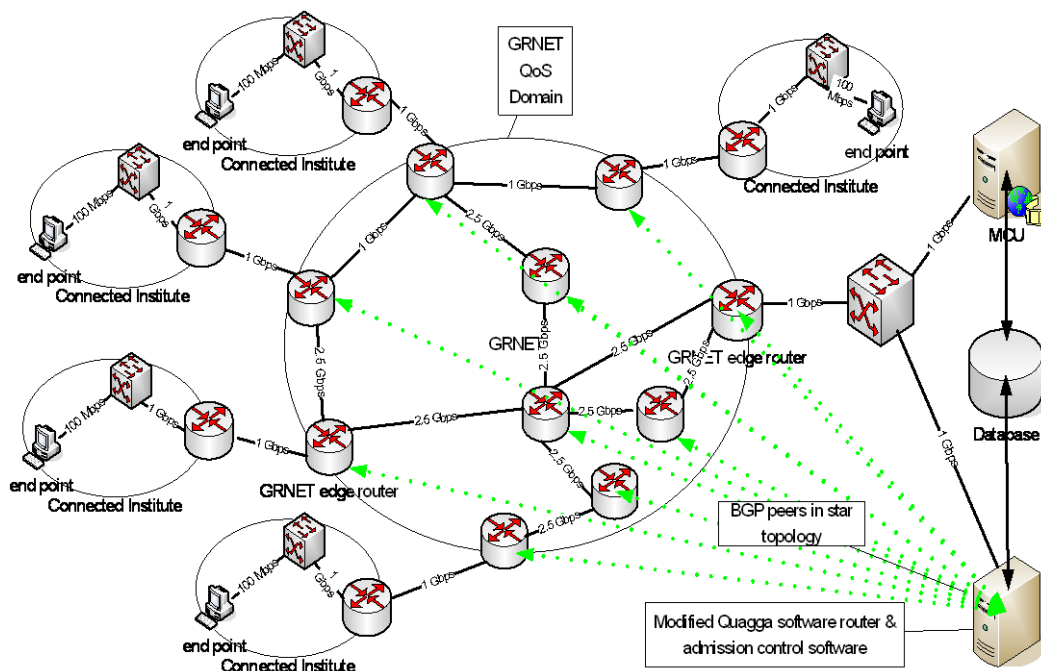 GRNET
QoS
Domain
100 Mbps
1
Gbps
end point
Connected Institute
1 Gbps
1 Gbps
100
Mbps
end point
Connected Institute
1 Gbps
1 Gbps
2.5 Gbps
1 Gbps
100 Mbps
1
Gbps
end point
Connected Institute
1 Gbps
MCU
1 Gbps
1 Gbps
GRNET
GRNET edge router
2.5 Gbps
2.5 Gbps
2.5 Gbps
2.5 Gbps
100 Mbps
1 Gbps
end point
Connected Institute
1 Gbps
2.5 Gbps
2.5 Gbps
GRNET edge router
Database
1 Gbps
2.5 Gbps
2.5 Gbps
BGP peers in star
topology
100 Mbps
1
Gbps
end point
Connected Institute
1 Gbps
Modified Quagga software router &
admission control software